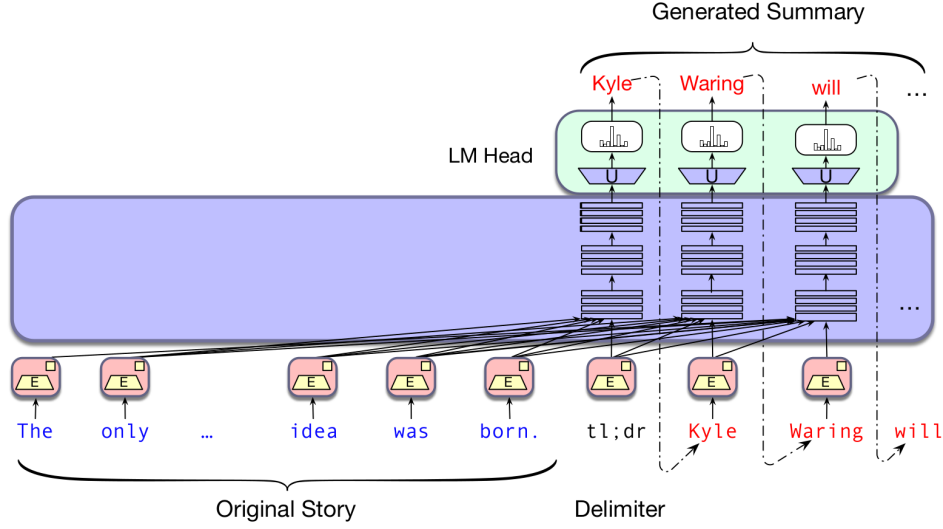 Generated Summary
Kyle Waring will ...
LM Head
U U U
...
E E E E E E E E
The only … idea was born. tl;dr Kyle Waring will
Original Story Delimiter